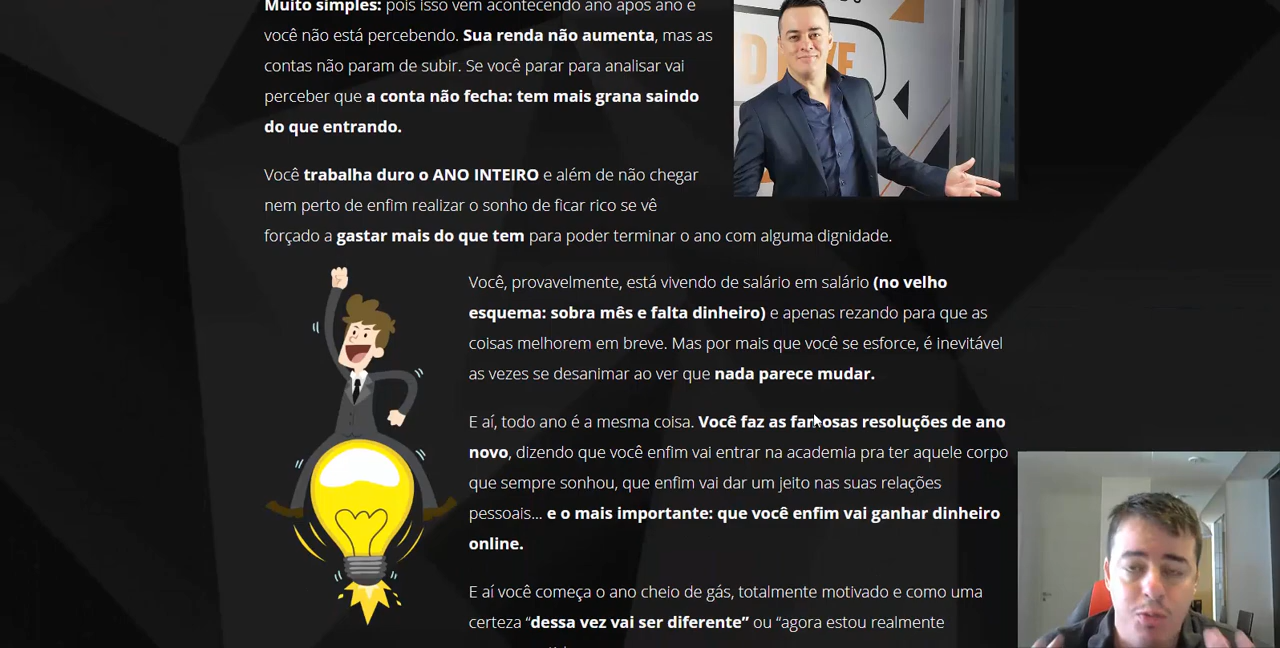 Muito simples: pois isso vem acontecendo ano após ano e
você não está percebendo. Sua renda não aumenta, mas as
contas não param de subir. Se você parar para analisar vai
perceber que a conta não fecha: tem mais grana saindo
do que entrando.
Você trabalha duro o ANO INTEIRO e além de não chegar
nem perto de enfim realizar o sonho de ficar rico se vê
forçado a gastar mais do que tem para poder terminar o ano com alguma dignidade.
Você, provavelmente, está vivendo de salário em salário (no velho
esquema: sobra mês e falta dinheiro) e apenas rezando para que as
coisas melhorem em breve. Mas por mais que você se esforce, é inevitável
as vezes se desanimar ao ver que nada parece mudar.
E aí, todo ano é a mesma coisa. Você faz as famosas resoluções de ano
novo, dizendo que você enfim vai entrar na academia pra ter aquele corpo
que sempre sonhou, que enfim vai dar um jeito nas suas relações
pessoais... e o mais importante: que você enfim vai ganhar dinheiro
online.
E aí você começa o ano cheio de gás, totalmente motivado e como uma
certeza “dessa vez vai ser diferente” ou “agora estou realmente